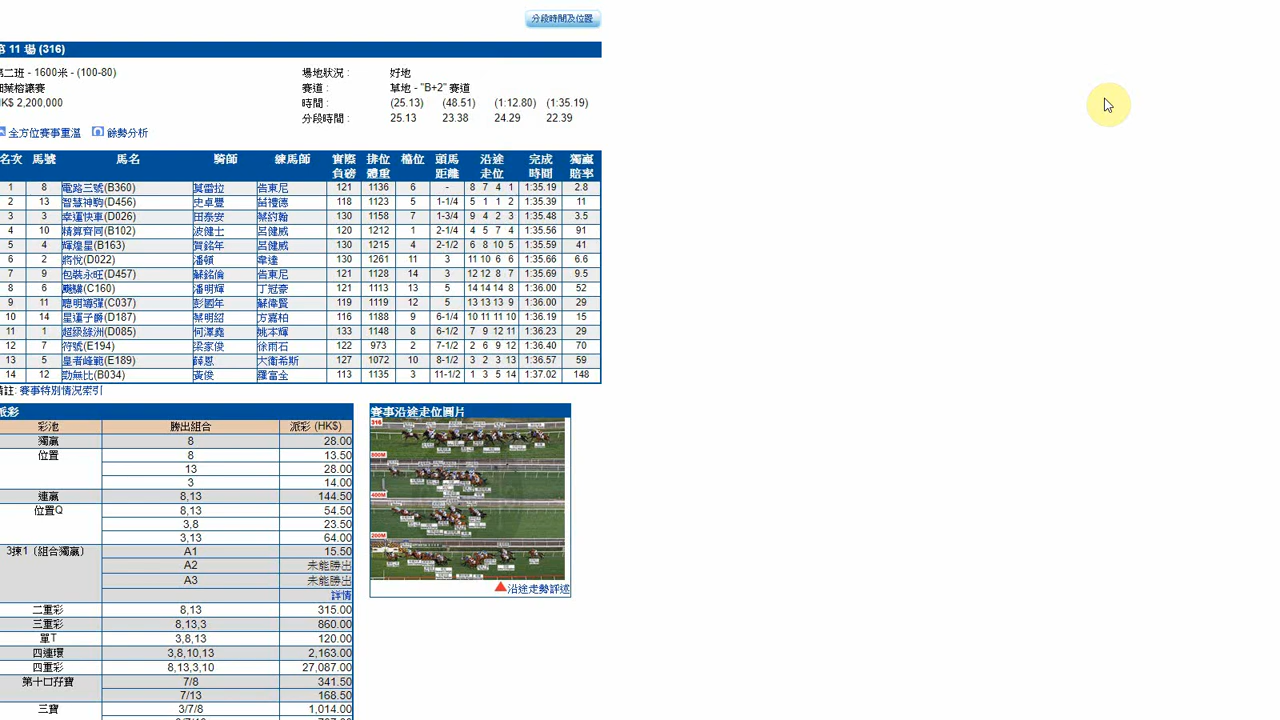 分段時間及位置
第 11 場 (316)
第二班 - 1600米 - (100-80) 場地狀況 : 好地
細葉榕讓賽 賽道 : 草地 - "B+2" 賽道
HK$ 2,200,000 時間 : (25.13) (48.51) (1:12.80) (1:35.19)
分段時間 : 25.13 23.38 24.29 22.39
全方位賽事重溫 餘勢分析
名次 馬號 馬名 騎師 練馬師 實際負磅 排位體重 檔位 頭馬距離 沿途走位 完成時間 獨贏賠率
1 8 電路三號(B360) 莫雷拉 告東尼 121 1136 6 - 8 7 4 1 1:35.19 2.8
2 13 智慧神駒(D456) 史卓豐 苗禮德 118 1123 5 1-1/4 5 1 1 2 1:35.39 11
3 3 幸運快車(D026) 田泰安 蔡約翰 130 1158 7 1-3/4 9 4 2 3 1:35.48 3.5
4 10 精算齊同(B102) 波健士 呂健威 120 1212 1 2-1/4 4 5 7 4 1:35.56 91
5 4 輝煌星(B163) 賀銘年 呂健威 130 1215 4 2-1/2 6 8 10 5 1:35.59 41
6 2 將悅(D022) 潘頓 韋達 130 1261 11 3 11 10 6 6 1:35.66 6.6
7 9 包裝永旺(D457) 蘇銘倫 告東尼 121 1128 14 3 12 12 8 7 1:35.69 9.5
8 6 (C160) 潘明輝 丁冠豪 121 1113 13 5 14 14 14 8 1:36.00 52
9 11 聰明導彈(C037) 彭國年 蘇偉賢 119 1119 12 5 13 13 13 9 1:36.00 29
10 14 星運子爵(D187) 蔡明紹 方嘉柏 116 1188 9 6-1/4 10 11 11 10 1:36.19 15
11 1 超級綠洲(D085) 何澤堯 姚本輝 133 1148 8 6-1/2 7 9 12 11 1:36.23 29
12 7 符號(E194) 梁家俊 徐雨石 122 973 2 7-1/2 2 6 9 12 1:36.40 70
13 5 皇者峰範(E189) 薛恩 大衛希斯 127 1072 10 8-1/2 3 2 3 13 1:36.57 59
14 12 勁無比(B034) 黃俊 羅富全 113 1135 3 11-1/2 1 3 5 14 1:37.02 148
備註: 賽事特別情況索引
派彩 賽事沿途走位圖片
彩池 勝出組合 派彩 (HK$)
獨贏 8 28.00
位置 8 13.50
13 28.00
3 14.00
連贏 8,13 144.50
位置Q 8,13 54.50
3,8 23.50
3,13 64.00
3揀1 (組合獨贏) A1 15.50
A2 未能勝出
A3 未能勝出
詳情
二重彩 8,13 315.00
三重彩 8,13,3 860.00
單T 3,8,13 120.00
四連環 3,8,10,13 2,163.00
四重彩 8,13,3,10 27,087.00
第十口孖寶 7/8 341.50
7/13 168.50
三寶 3/7/8 1,014.00
316
800M
400M
200M
沿途走勢評述